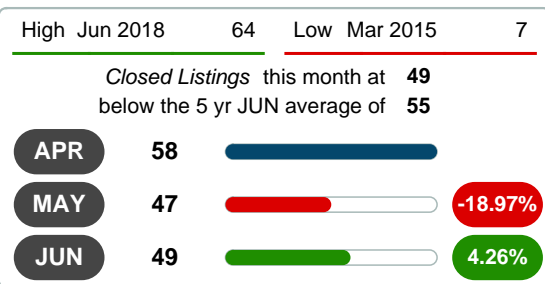 High Jun 2018 64 Low Mar 2015 7
Closed Listings this month at 49
below the 5 yr JUN average of 55
APR 58
MAY 47 -18.97%
JUN 49 4.26%